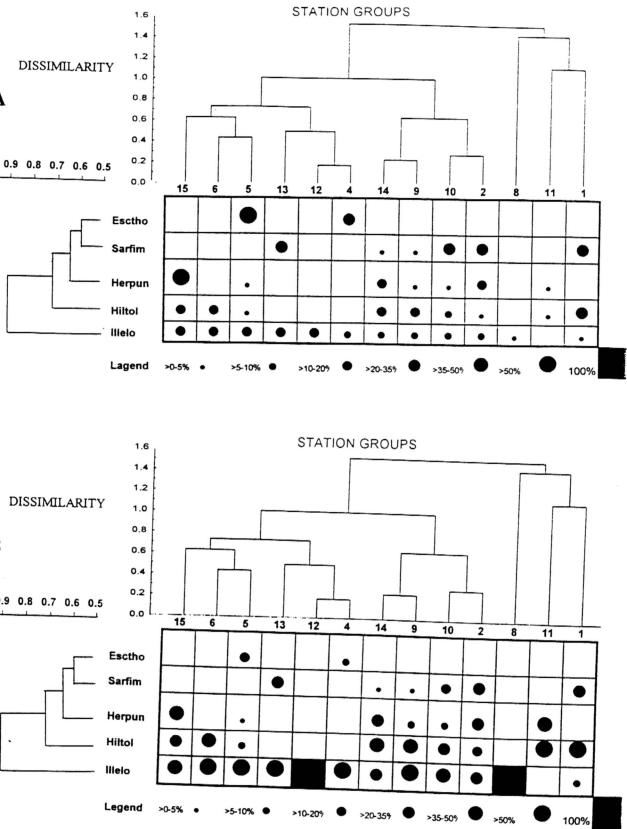 STATION GROUPS
1.6
1.4
DISSIMILARITY
1.2
1.0
0.8
A
0.6
0.4
0.2
0.9 0.8 0.7 0.6 0.5
0.0
15 6 5 13 12 4 14 9 10 2 8 11 1
Esctho
Sarfim
Herpun
Hiltol
Illelo
Lagend >0-5% >5-10% >10-20% >20-35% >35-50% >50% 100%
STATION GROUPS
1.6
1.4
1.2
DISSIMILARITY
1.0
0.8
0.6
0.4
0.2
.9 0.8 0.7 0.6 0.5
0.0
15 6 5 13 12 4 14 9 10 2 8 11 1
Esctho
Sarfim
Herpun
Hiltol
Illelo
Legend >0-5% >5-10% >10-20% >20-35% >35-50% >50% 100%